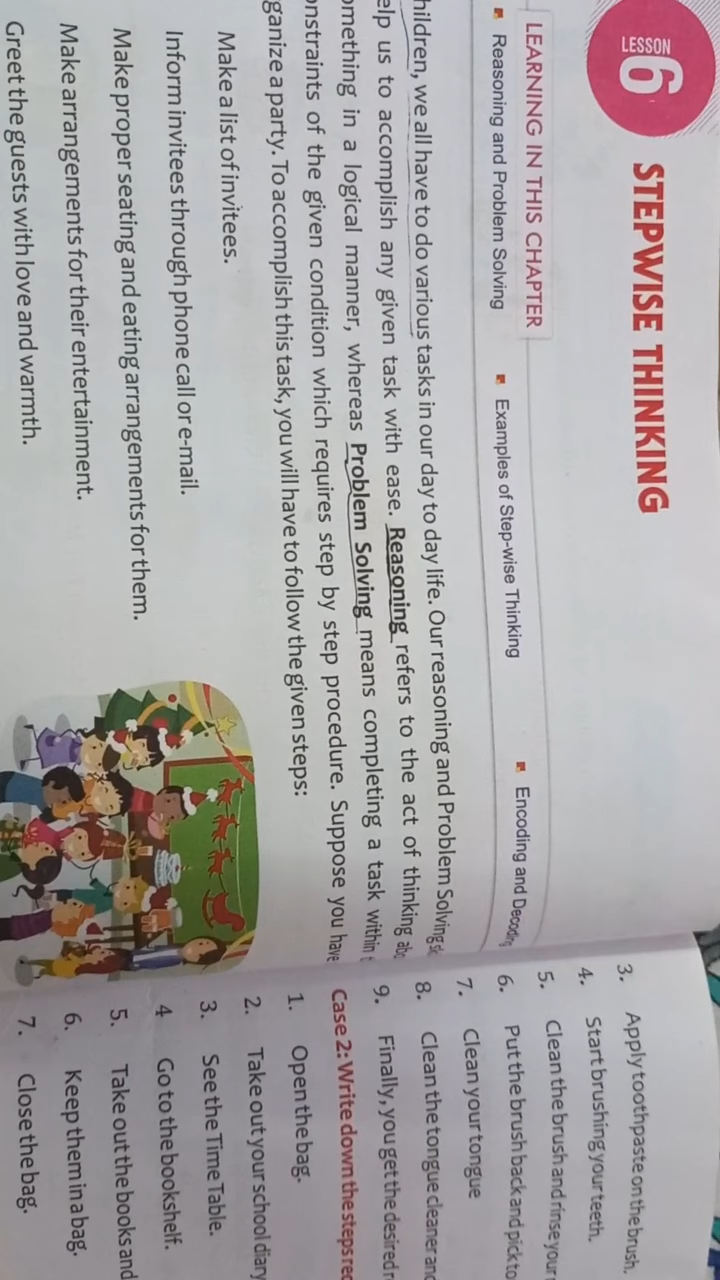 LESSON
6
STEPWISE THINKING
LEARNING IN THIS CHAPTER
Reasoning and Problem Solving
Examples of Step-wise Thinking
Encoding and Decoding
hildren, we all have to do various tasks in our day to day life. Our reasoning and Problem Solving
elp us to accomplish any given task with ease. Reasoning refers to the act of thinking
omething in a logical manner, whereas Problem Solving means completing a task within
onstraints of the given condition which requires step by step procedure. Suppose you have
ganize a party. To accomplish this task, you will have to follow the given steps:
Make a list of invitees.
Inform invitees through phone call or e-mail.
Make proper seating and eating arrangements for them.
Make arrangements for their entertainment.
Greet the guests with love and warmth.
3. Apply toothpaste on the brush.
4. Start brushing your teeth.
5. Clean the brush and rinse your
6. Put the brush back and pick
7. Clean your tongue
8. Clean the tongue cleaner
9. Finally, you get the desired
Case 2: Write down the steps
1. Open the bag.
2. Take out your school diary
3. See the Time Table.
4 Go to the bookshelf.
5. Take out the books and
6. Keep them in a bag.
7. Close the bag.